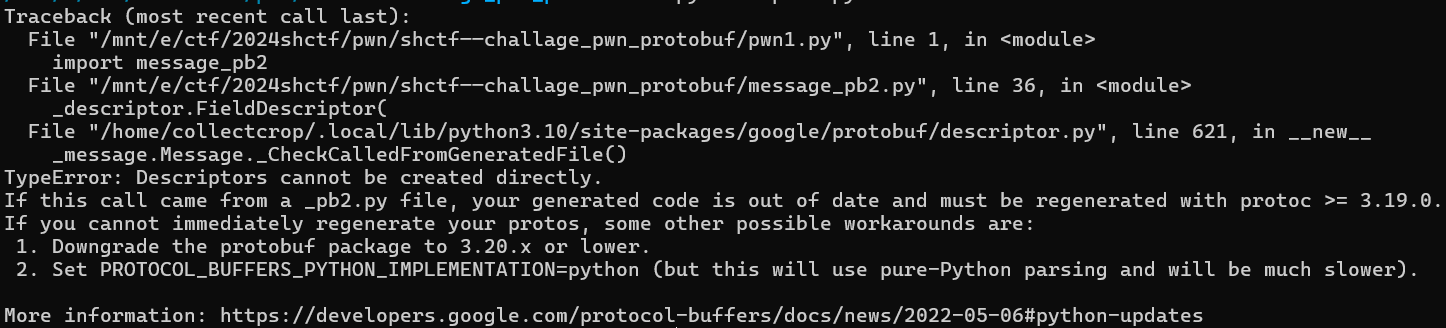 Traceback (most recent call last):
  File "/mnt/e/ctf/2024shctf/pwn/shctf——challage_pwn_protobuf/pwn1.py", line 1, in <module>
    import message_pb2
  File "/mnt/e/ctf/2024shctf/pwn/shctf——challage_pwn_protobuf/message_pb2.py", line 36, in <module>
    _descriptor.FieldDescriptor(
  File "/home/collectcrop/.local/lib/python3.10/site-packages/google/protobuf/descriptor.py", line 621, in __new__
    _message.Message._CheckCalledFromGeneratedFile()
TypeError: Descriptors cannot be created directly.
If this call came from a _pb2.py file, your generated code is out of date and must be regenerated with protoc >= 3.19.0.
If you cannot immediately regenerate your protos, some other possible workarounds are:
 1. Downgrade the protobuf package to 3.20.x or lower.
 2. Set PROTOCOL_BUFFERS_PYTHON_IMPLEMENTATION=python (but this will use pure-Python parsing and will be much slower).
More information: https://developers.google.com/protocol-buffers/docs/news/2022-05-06#python-updates